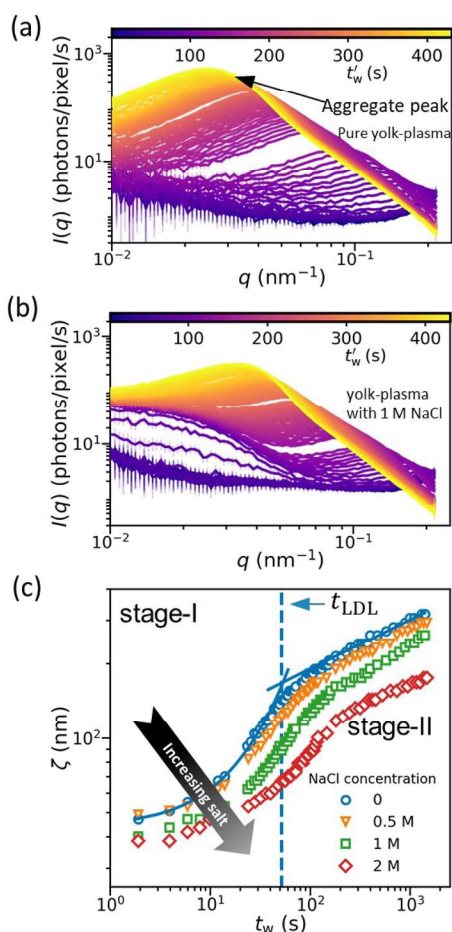 (a)
100 200 300 400
t′w (s)
10³
10¹
I(q) (photons/pixel/s)
Aggregate peak
Pure yolk-plasma
10⁻² 10⁻¹
q (nm⁻¹)
(b)
100 200 300 400
t′w (s)
10³
10¹
I(q) (photons/pixel/s)
yolk-plasma
with 1 M NaCl
10⁻² 10⁻¹
q (nm⁻¹)
(c)
stage-I
tLDL
stage-II
10²
ζ (nm)
Increasing salt
NaCl concentration
0
0.5 M
1 M
2 M
10⁰ 10¹ 10² 10³
tw (s)